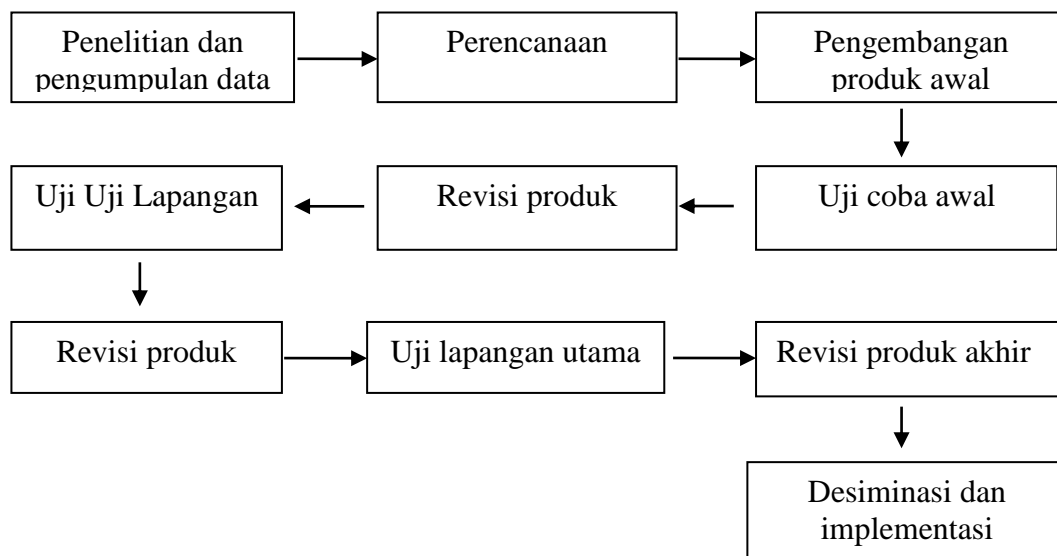 Penelitian dan
pengumpulan data
Perencanaan
Pengembangan
produk awal
Uji coba awal
Revisi produk
Uji Uji Lapangan
Revisi produk
Uji lapangan utama
Revisi produk akhir
Desiminasi dan
implementasi